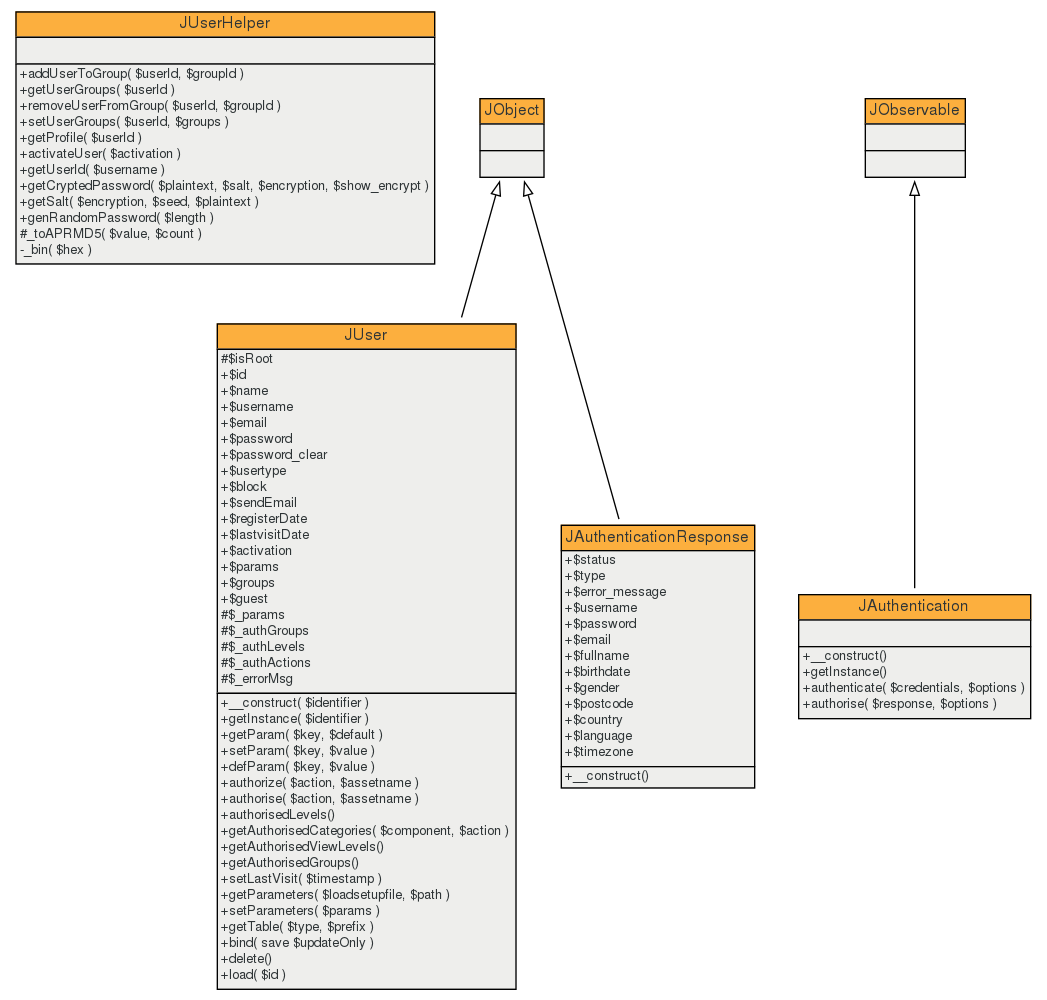 JUserHelper
+addUserToGroup( $userId, $groupId )
+getUserGroups( $userId )
+removeUserFromGroup( $userId, $groupId )
+setUserGroups( $userId, $groups )
+getProfile( $userId )
+activateUser( $activation )
+getUserId( $username )
+getCryptedPassword( $plaintext, $salt, $encryption, $show_encrypt )
+getSalt( $encryption, $seed, $plaintext )
+genRandomPassword( $length )
#_toAPRMD5( $value, $count )
-_bin( $hex )
JObject
JObservable
JUser
#$isRoot
+$id
+$name
+$username
+$email
+$password
+$password_clear
+$usertype
+$block
+$sendEmail
+$registerDate
+$lastvisitDate
+$activation
+$params
+$groups
+$guest
#$_params
#$_authGroups
#$_authLevels
#$_authActions
#$_errorMsg
+__construct( $identifier )
+getInstance( $identifier )
+getParam( $key, $default )
+setParam( $key, $value )
+defParam( $key, $value )
+authorize( $action, $assetname )
+authorise( $action, $assetname )
+authorisedLevels()
+getAuthorisedCategories( $component, $action )
+getAuthorisedViewLevels()
+getAuthorisedGroups()
+setLastVisit( $timestamp )
+getParameters( $loadsetupfile, $path )
+setParameters( $params )
+getTable( $type, $prefix )
+bind( save $updateOnly )
+delete()
+load( $id )
JAuthenticationResponse
+$status
+$type
+$error_message
+$username
+$password
+$email
+$fullname
+$birthdate
+$gender
+$postcode
+$country
+$language
+$timezone
+__construct()
JAuthentication
+__construct()
+getInstance()
+authenticate( $credentials, $options )
+authorise( $response, $options )